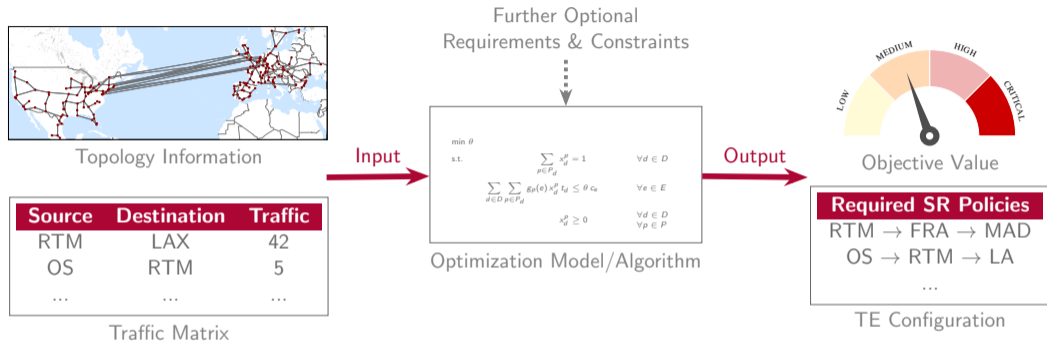 Further Optional
Requirements & Constraints
Topology Information
Source Destination Traffic
RTM LAX 42
OS RTM 5
... ... ...
Traffic Matrix
Input
min θ
s.t. ∑_{p∈P_d} x_d^p = 1 ∀d ∈ D
∑_{d∈D} ∑_{p∈P_d} g_p(e) x_d^p t_d ≤ θ c_e ∀e ∈ E
x_d^p ≥ 0 ∀d ∈ D
∀p ∈ P
Optimization Model/Algorithm
Output
LOW
MEDIUM
HIGH
CRITICAL
Objective Value
Required SR Policies
RTM → FRA → MAD
OS → RTM → LA
...
TE Configuration